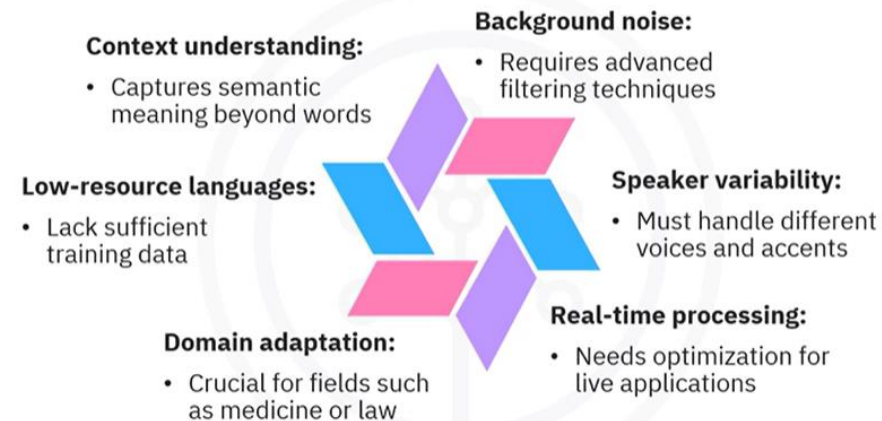 Background noise:
• Requires advanced
filtering techniques
Context understanding:
• Captures semantic
meaning beyond words
Speaker variability:
• Must handle different
voices and accents
Low-resource languages:
• Lack sufficient
training data
Real-time processing:
• Needs optimization for
live applications
Domain adaptation:
• Crucial for fields such
as medicine or law